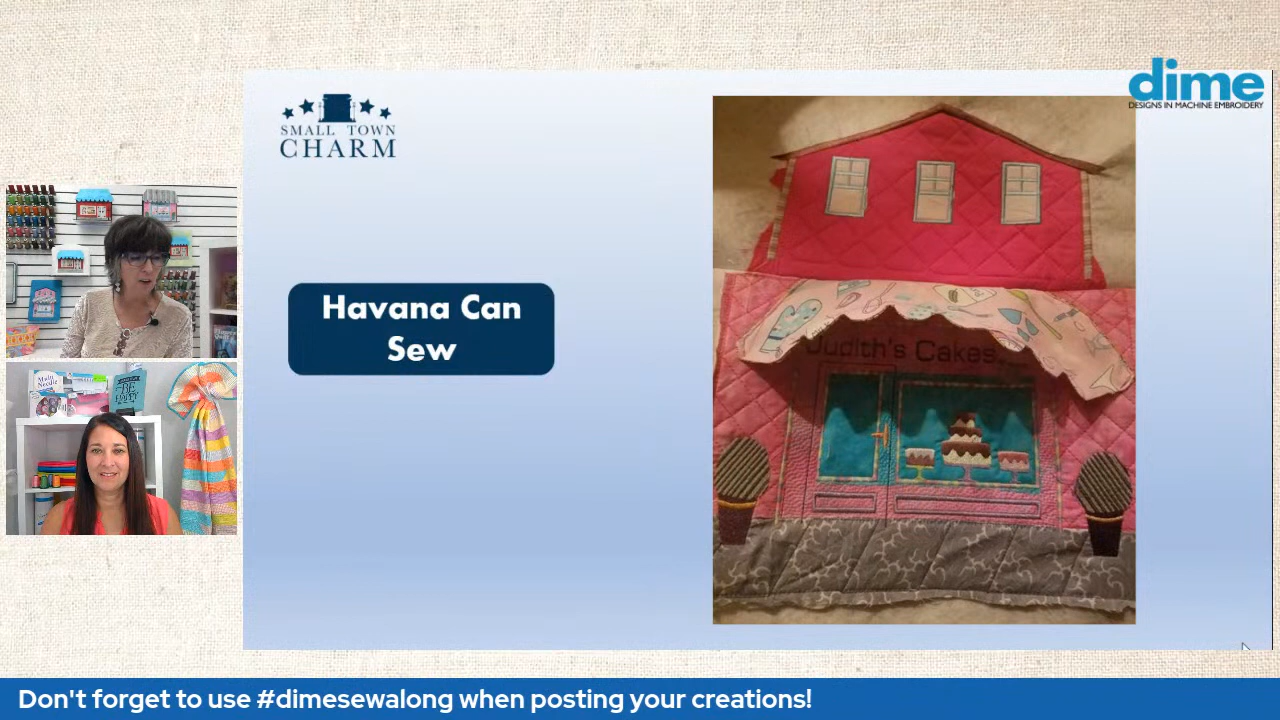 dime
DESIGNS IN MACHINE EMBROIDERY
SMALL TOWN
CHARM
Havana Can
Sew
Judith's Cakes
Don't forget to use #dimesewalong when posting your creations!